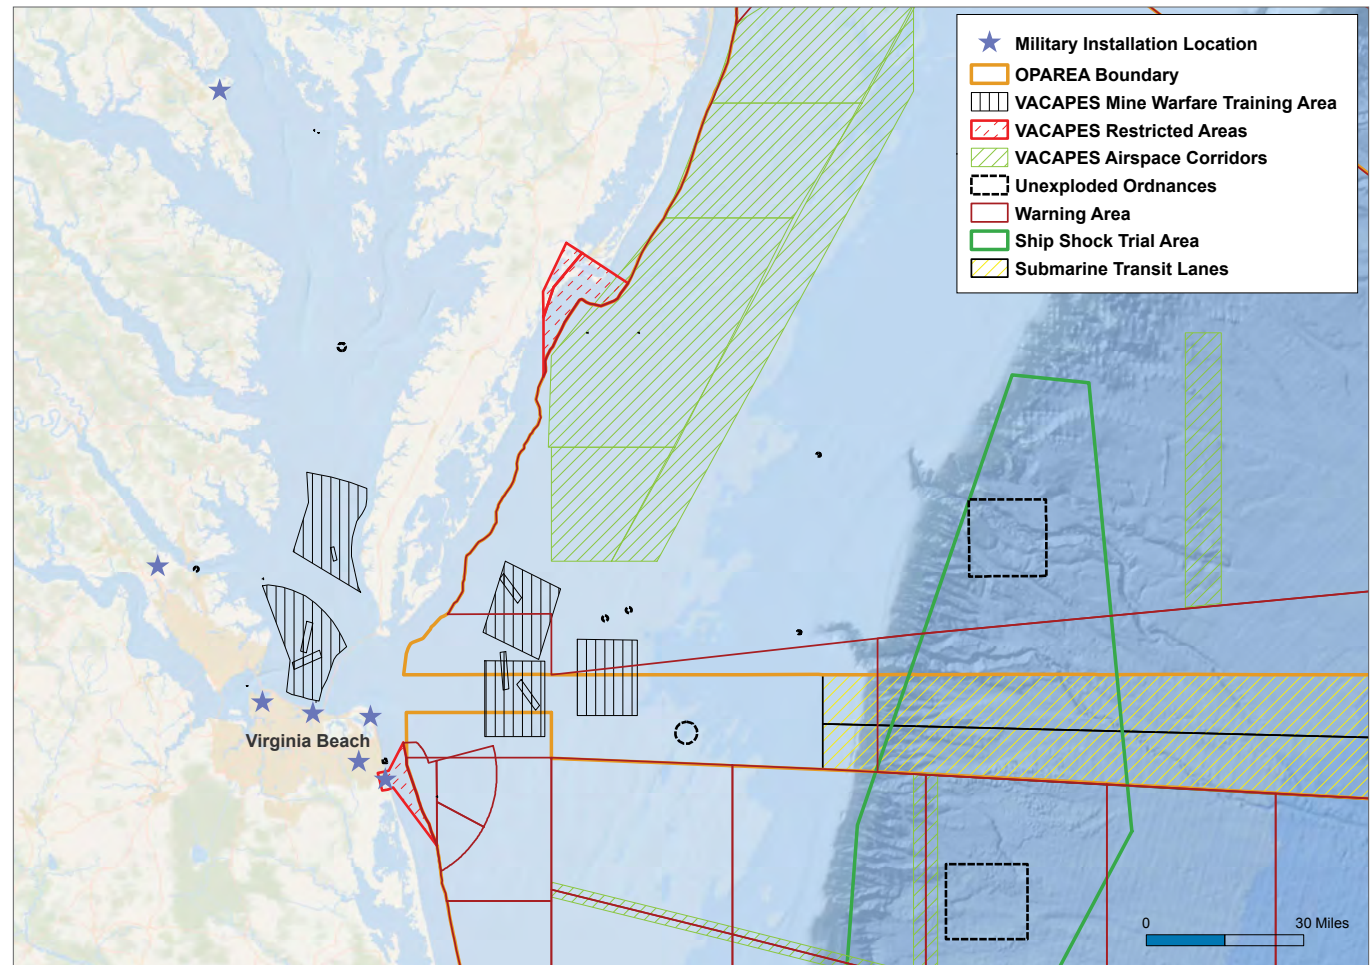 Military Installation Location
OPAREA Boundary
VACAPES Mine Warfare Training Area
VACAPES Restricted Areas
VACAPES Airspace Corridors
Unexploded Ordnances
Warning Area
Ship Shock Trial Area
Submarine Transit Lanes
Virginia Beach
0 30 Miles